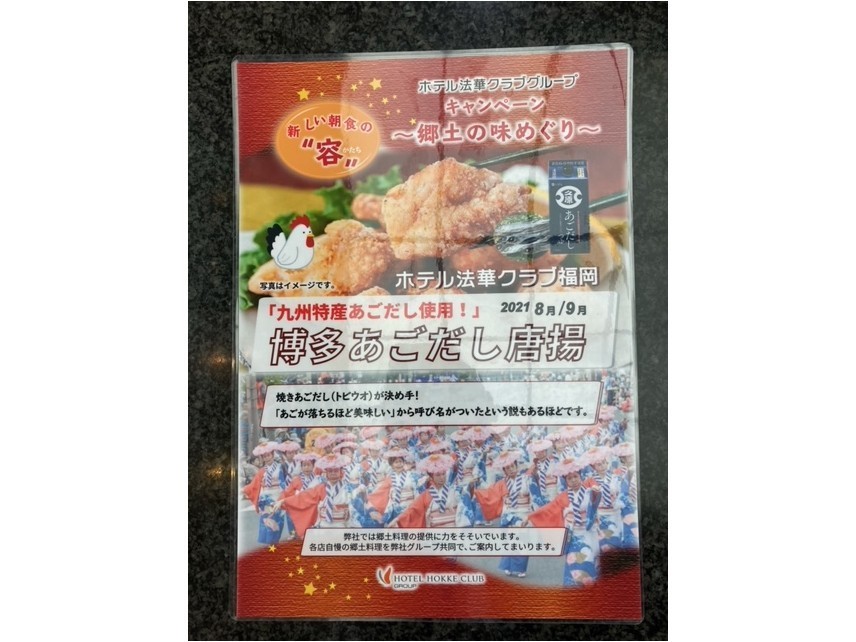 ホテル法華クラブグループ
キャンペーン
～郷土の味めぐり～
新しい朝食の
"容"
かたち
久原
あごだし
写真はイメージです。
ホテル法華クラブ福岡
「九州特産あごだし使用！」
2021 8月/9月
博多あごだし唐揚
焼きあごだし(トビウオ)が決め手！
「あごが落ちるほど美味しい」から呼び名がついたという説もあるほどです。
弊社では郷土料理の提供に力をそそいでいます。
各店自慢の郷土料理を弊社グループ共同で、ご案内してまいります。
HOTEL HOKKE CLUB
GROUP